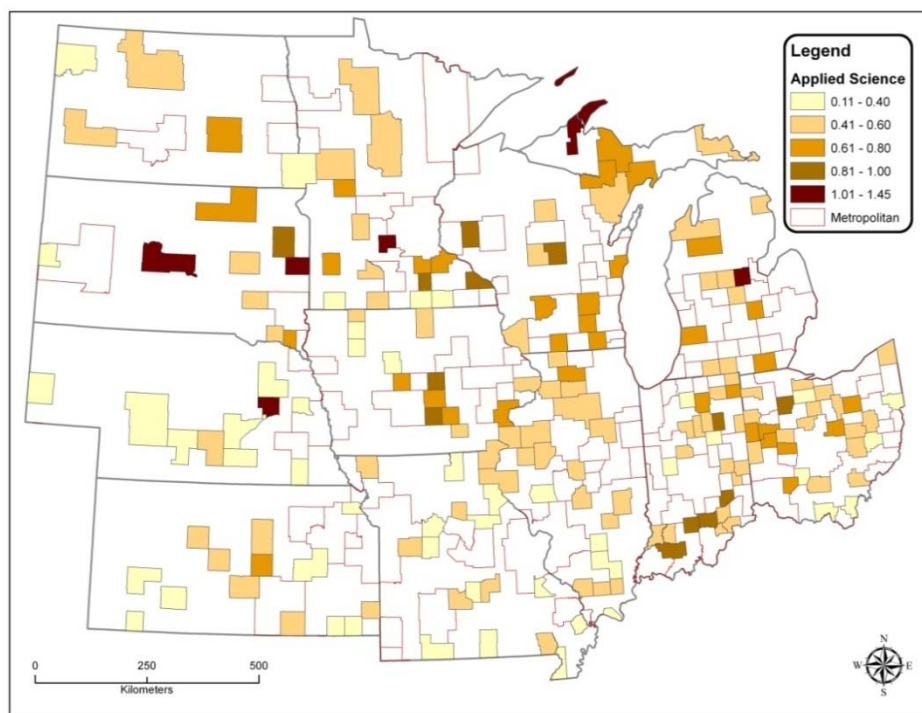 Legend
Applied Science
0.11 - 0.40
0.41 - 0.60
0.61 - 0.80
0.81 - 1.00
1.01 - 1.45
Metropolitan
0 250 500
Kilometers
N
W E
S